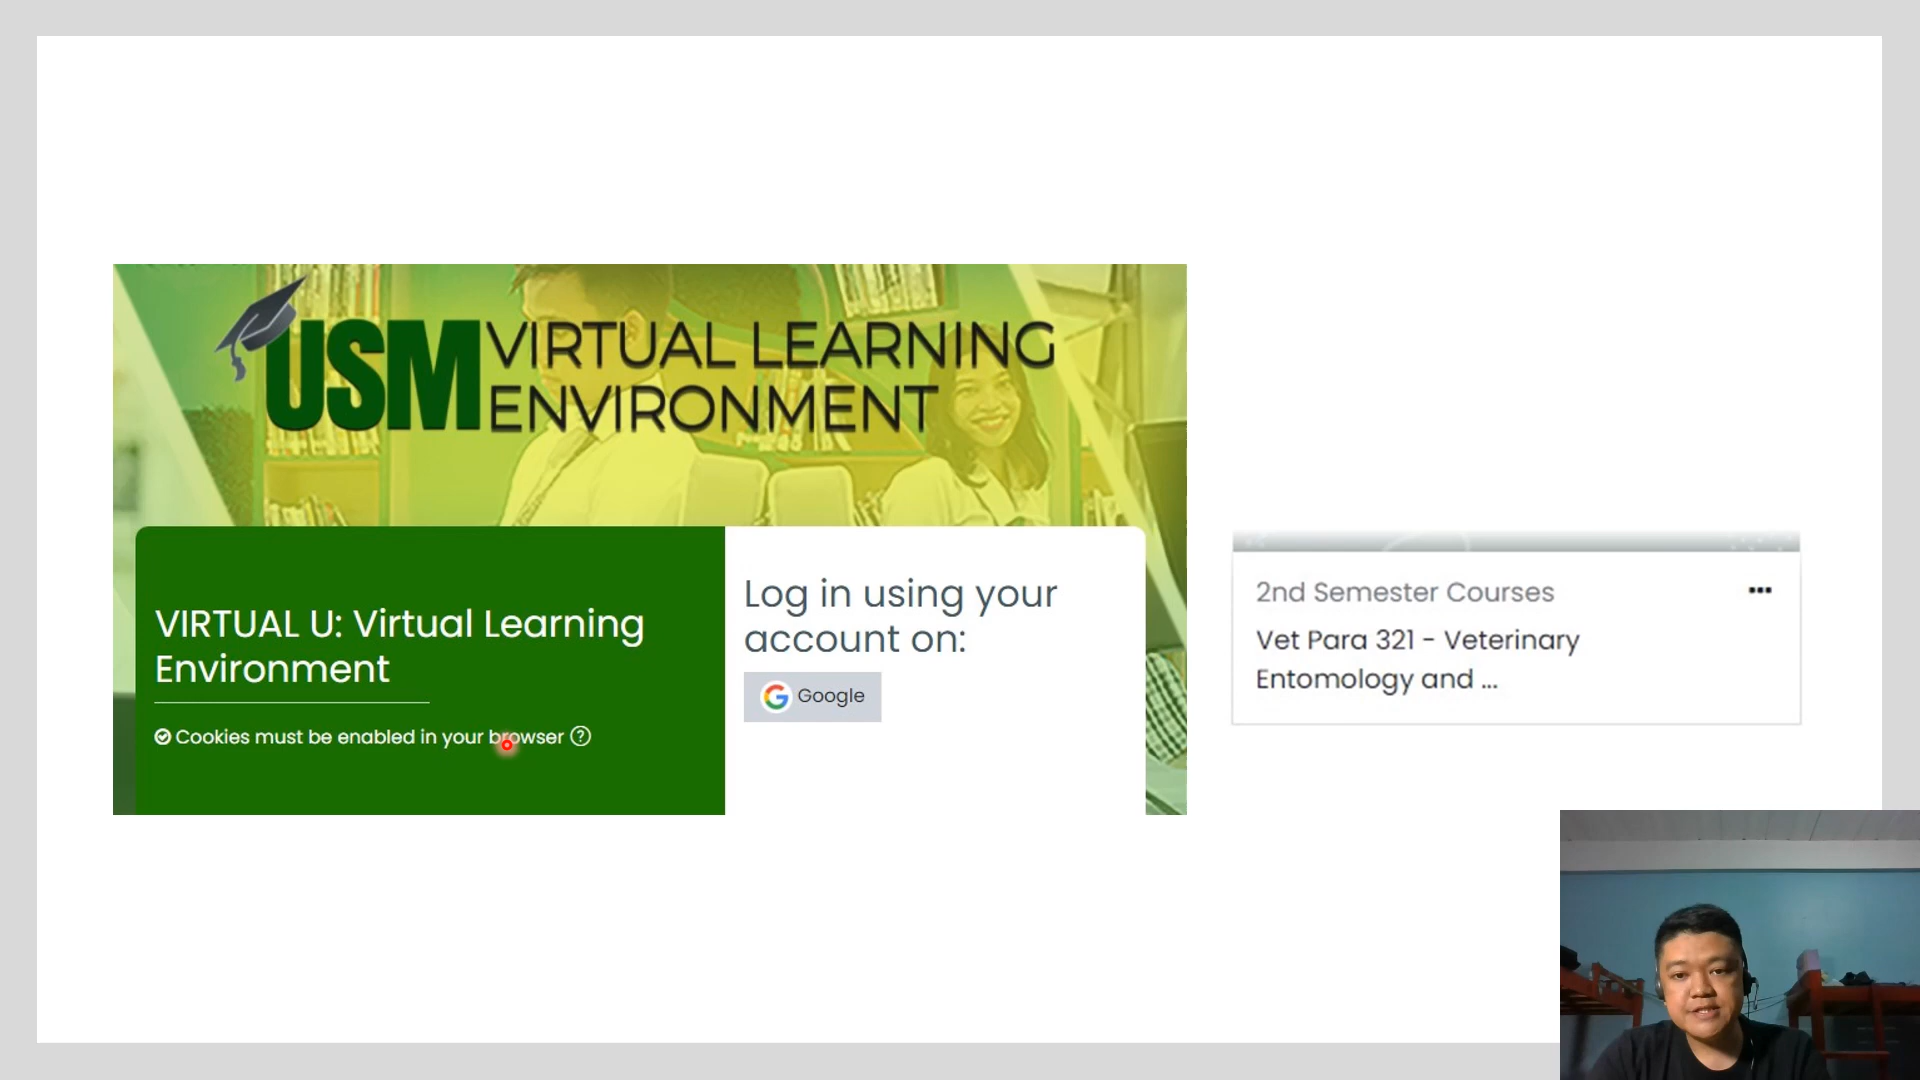 USM VIRTUAL LEARNING
ENVIRONMENT
VIRTUAL U: Virtual Learning
Environment
Cookies must be enabled in your browser
Log in using your
account on:
Google
2nd Semester Courses
Vet Para 321 - Veterinary
Entomology and ...